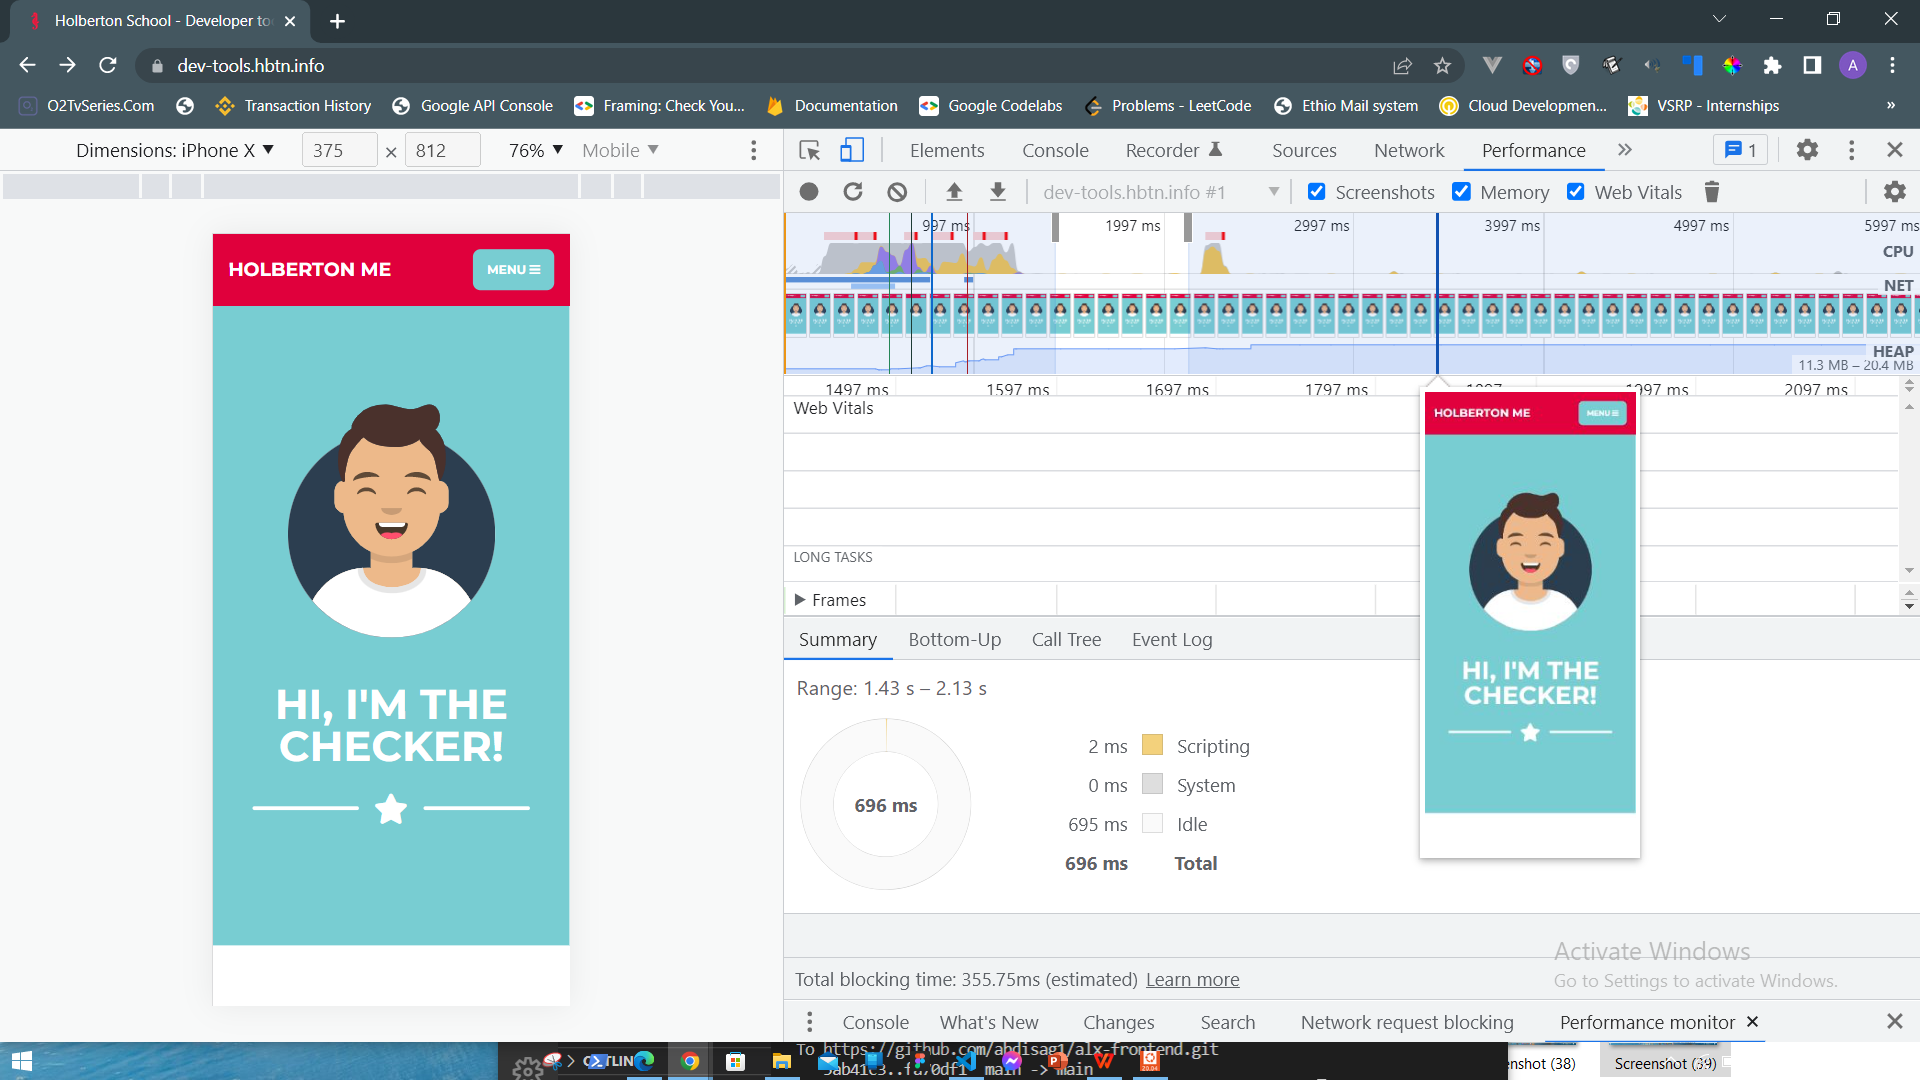 Holberton School - Developer to
dev-tools.hbtn.info
A
O2TvSeries.Com
Transaction History
Google API Console
Framing: Check You...
Documentation
Google Codelabs
Problems - LeetCode
Ethio Mail system
Cloud Developmen...
VSRP - Internships
»
Dimensions: iPhone X
375 × 812
76%
Mobile
HOLBERTON ME
MENU
HI, I'M THE
CHECKER!
Elements
Console
Recorder
Sources
Network
Performance
»
1
dev-tools.hbtn.info #1
Screenshots
Memory
Web Vitals
997 ms
1997 ms
2997 ms
3997 ms
4997 ms
5997 ms
CPU
NET
HEAP
11.3 MB – 20.4 MB
1497 ms
1597 ms
1697 ms
1797 ms
2097 ms
Web Vitals
LONG TASKS
Frames
HOLBERTON ME
MENU
HI, I'M THE
CHECKER!
Summary
Bottom-Up
Call Tree
Event Log
Range: 1.43 s – 2.13 s
696 ms
2 ms Scripting
0 ms System
695 ms Idle
696 ms Total
Activate Windows
Go to Settings to activate Windows.
Total blocking time: 355.75ms (estimated) Learn more
Console
What's New
Changes
Search
Network request blocking
Performance monitor
To https://github.com/abdisag1/alx-frontend.git
main -> main
Screenshot (39)